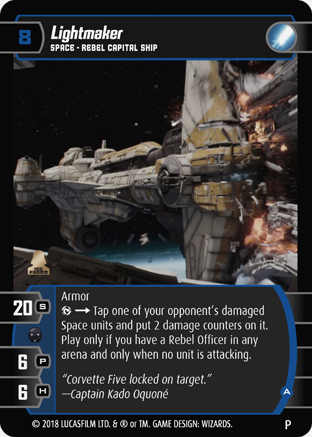 8
Lightmaker
SPACE • REBEL CAPITAL SHIP
20 S
6 P
6 H
Armor
→ Tap one of your opponent's damaged
Space units and put 2 damage counters on it.
Play only if you have a Rebel Officer in any
arena and only when no unit is attacking.
"Corvette Five locked on target."
—Captain Kado Oquoné
A
© 2018 LUCASFILM LTD. & ® or TM. GAME DESIGN: WIZARDS.
P